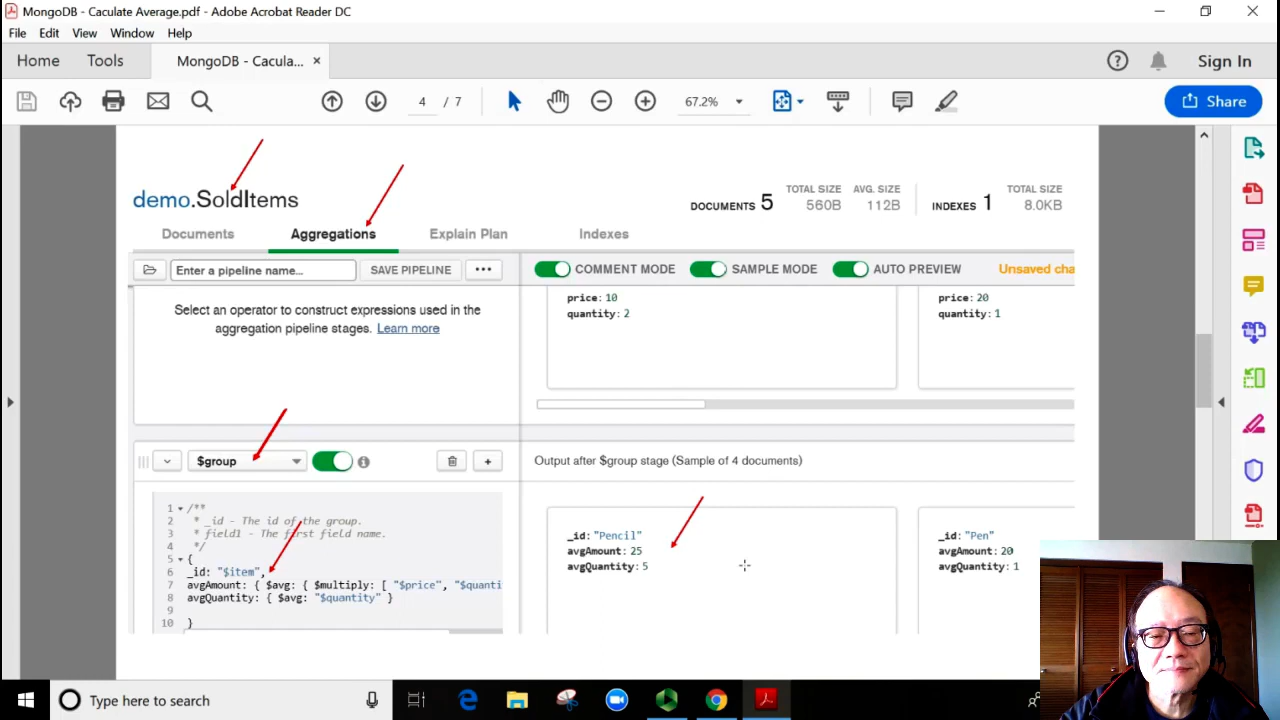 MongoDB - Caculate Average.pdf - Adobe Acrobat Reader DC
File Edit View Window Help
Home Tools MongoDB - Cacula... × Sign In
4 / 7 67.2% Share
demo.SoldItems
DOCUMENTS 5 TOTAL SIZE 560B AVG. SIZE 112B INDEXES 1 TOTAL SIZE 8.0KB
Documents Aggregations Explain Plan Indexes
Enter a pipeline name... SAVE PIPELINE ••• COMMENT MODE SAMPLE MODE AUTO PREVIEW Unsaved cha
Select an operator to construct expressions used in the
aggregation pipeline stages. Learn more
price: 10
quantity: 2
price: 20
quantity: 1
$group
Output after $group stage (Sample of 4 documents)
1 /**
2 * _id - The id of the group.
3 * field1 - The first field name.
4 */
5 {
6 _id: "$item",
7 avgAmount: { $avg: { $multiply: [ "$price", "$quanti
8 avgQuantity: { $avg: "$quantity" }
9
10 }
_id: "Pencil"
avgAmount: 25
avgQuantity: 5
_id: "Pen"
avgAmount: 20
avgQuantity: 1
Type here to search